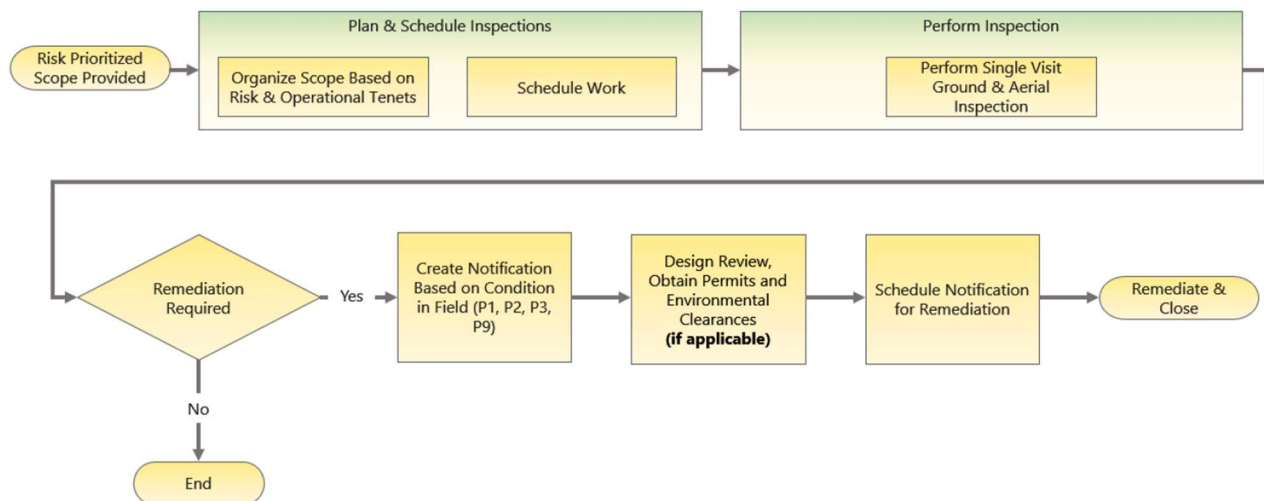 Plan & Schedule Inspections
Perform Inspection
Risk Prioritized
Scope Provided
Organize Scope Based on
Risk & Operational Tenets
Schedule Work
Perform Single Visit
Ground & Aerial
Inspection
Remediation
Required
Yes
Create Notification
Based on Condition
in Field (P1, P2, P3,
P9)
Design Review,
Obtain Permits and
Environmental
Clearances
(if applicable)
Schedule Notification
for Remediation
Remediate &
Close
No
End